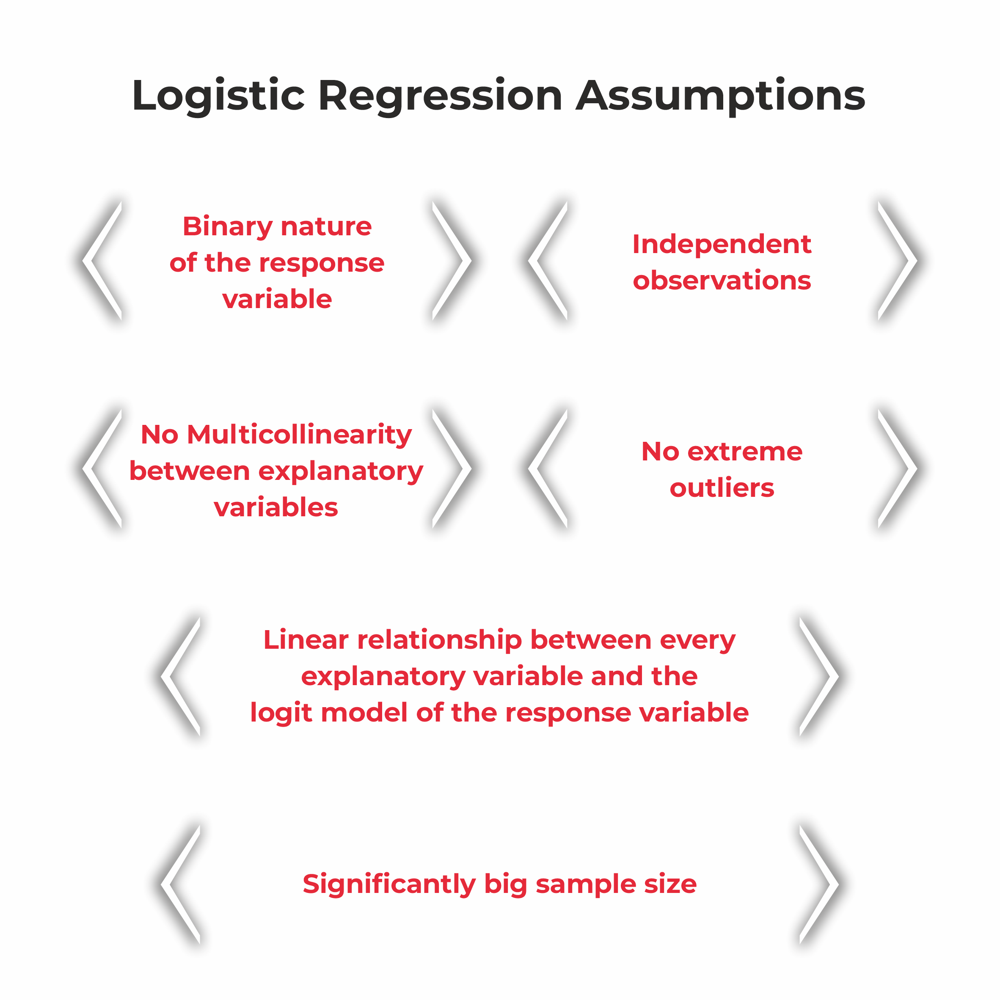 Logistic Regression Assumptions
Binary nature
of the response
variable
Independent
observations
No Multicollinearity
between explanatory
variables
No extreme
outliers
Linear relationship between every
explanatory variable and the
logit model of the response variable
Significantly big sample size